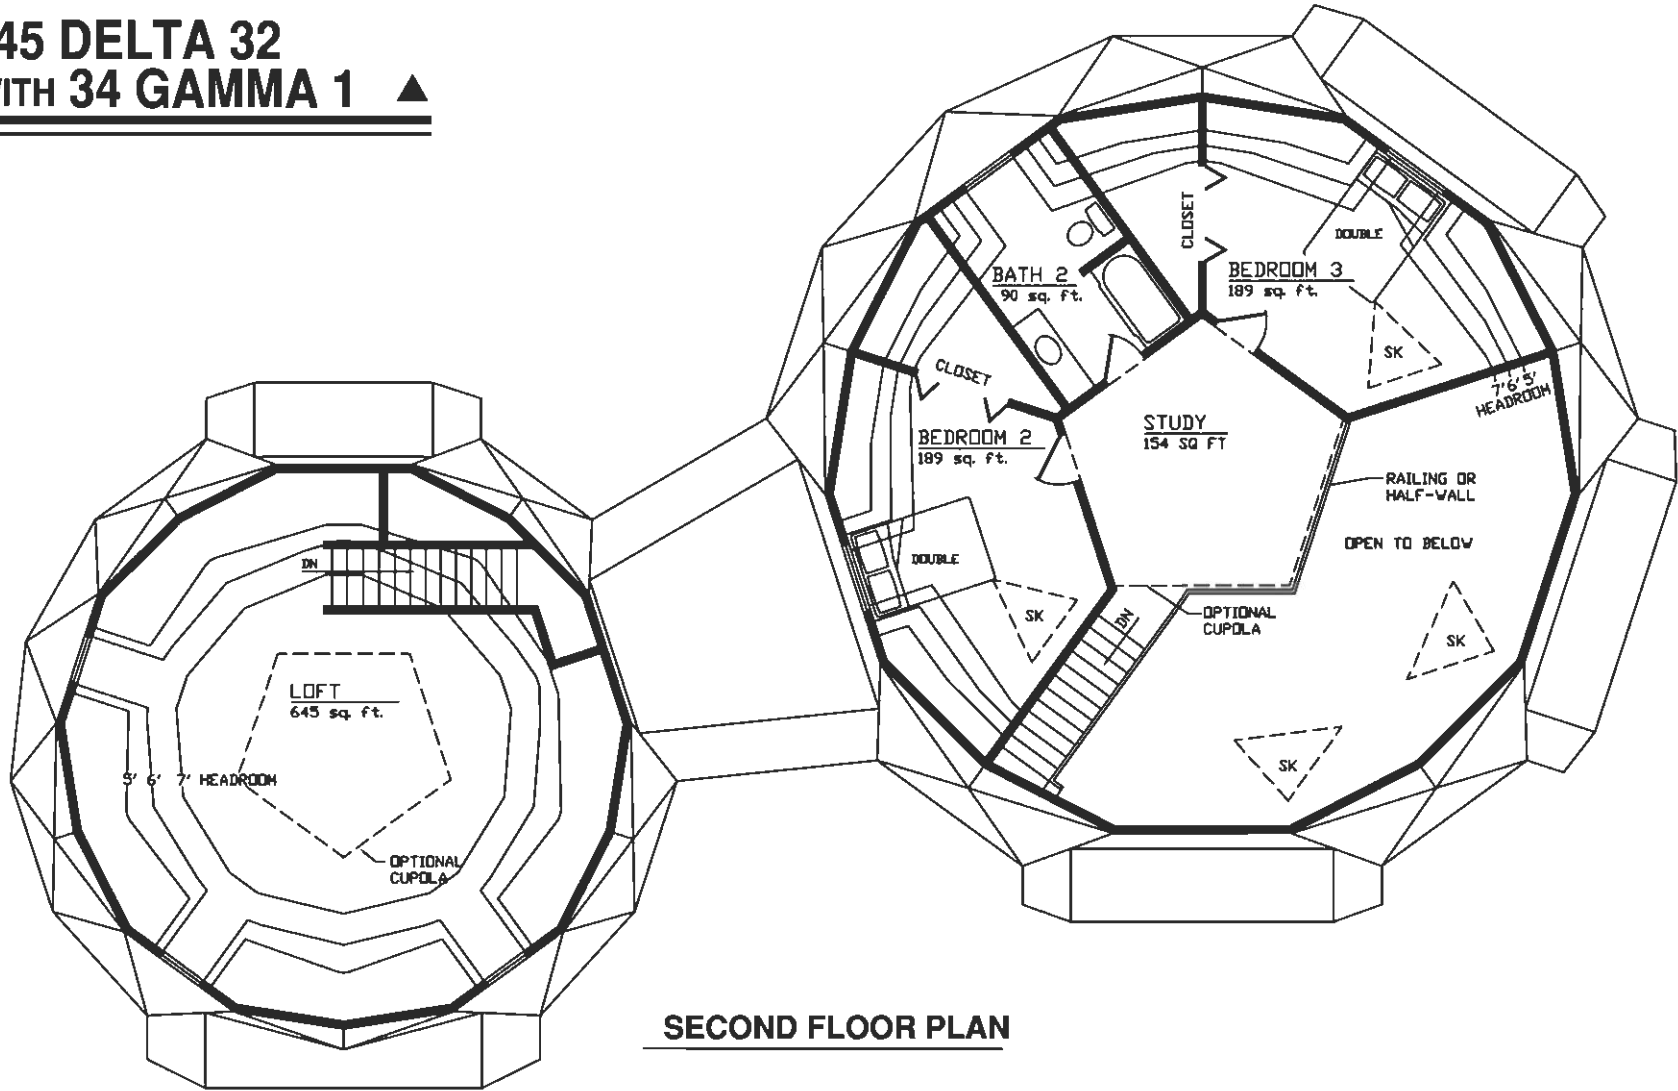 45 DELTA 32
WITH 34 GAMMA 1
CLOSET
DOUBLE
BATH 2
90 sq. ft.
BEDROOM 3
189 sq. ft.
SK
CLOSET
7' 6' 5'
HEADROOM
STUDY
154 SQ FT
BEDROOM 2
189 sq. ft.
RAILING OR
HALF-WALL
OPEN TO BELOW
DOUBLE
DN
SK
DN
OPTIONAL
CUPOLA
SK
LOFT
645 sq. ft.
SK
5' 6' 7' HEADROOM
OPTIONAL
CUPOLA
SECOND FLOOR PLAN